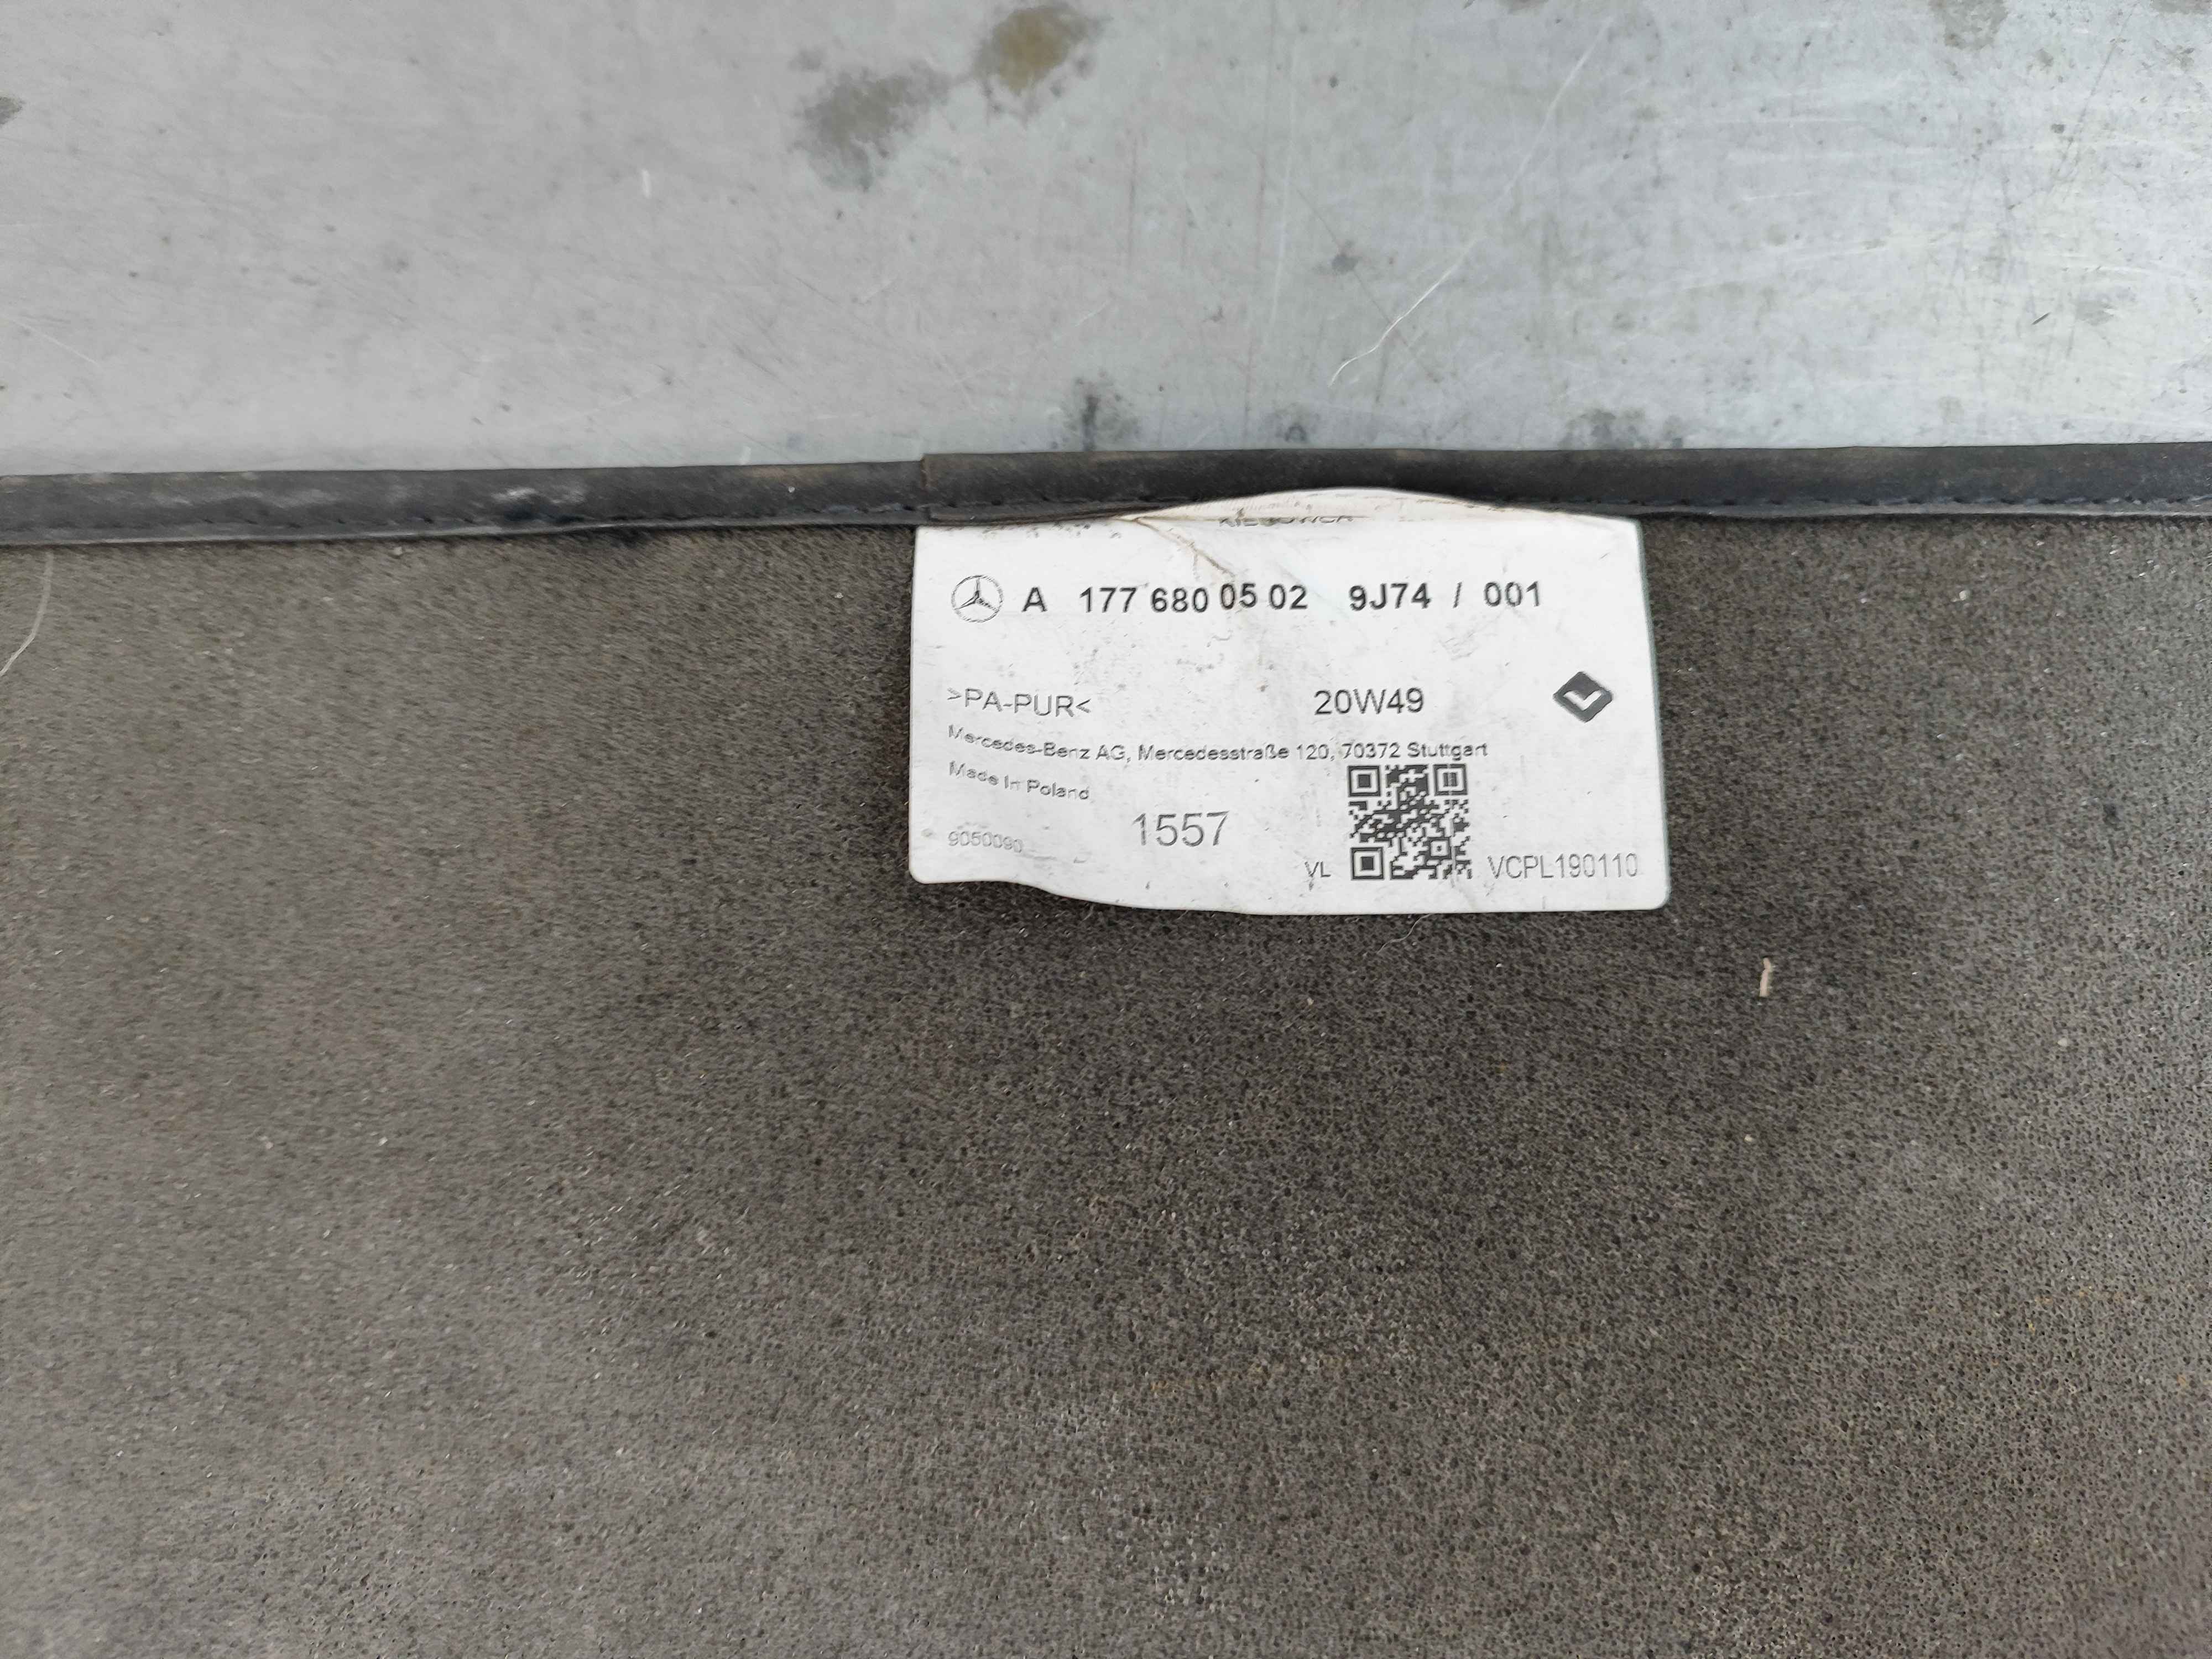 A 177 680 05 02 9J74 / 001
>PA-PUR< 20W49
Mercedes-Benz AG, Mercedesstraße 120, 70372 Stuttgart
Made in Poland
9050090 1557 VL VCPL190110